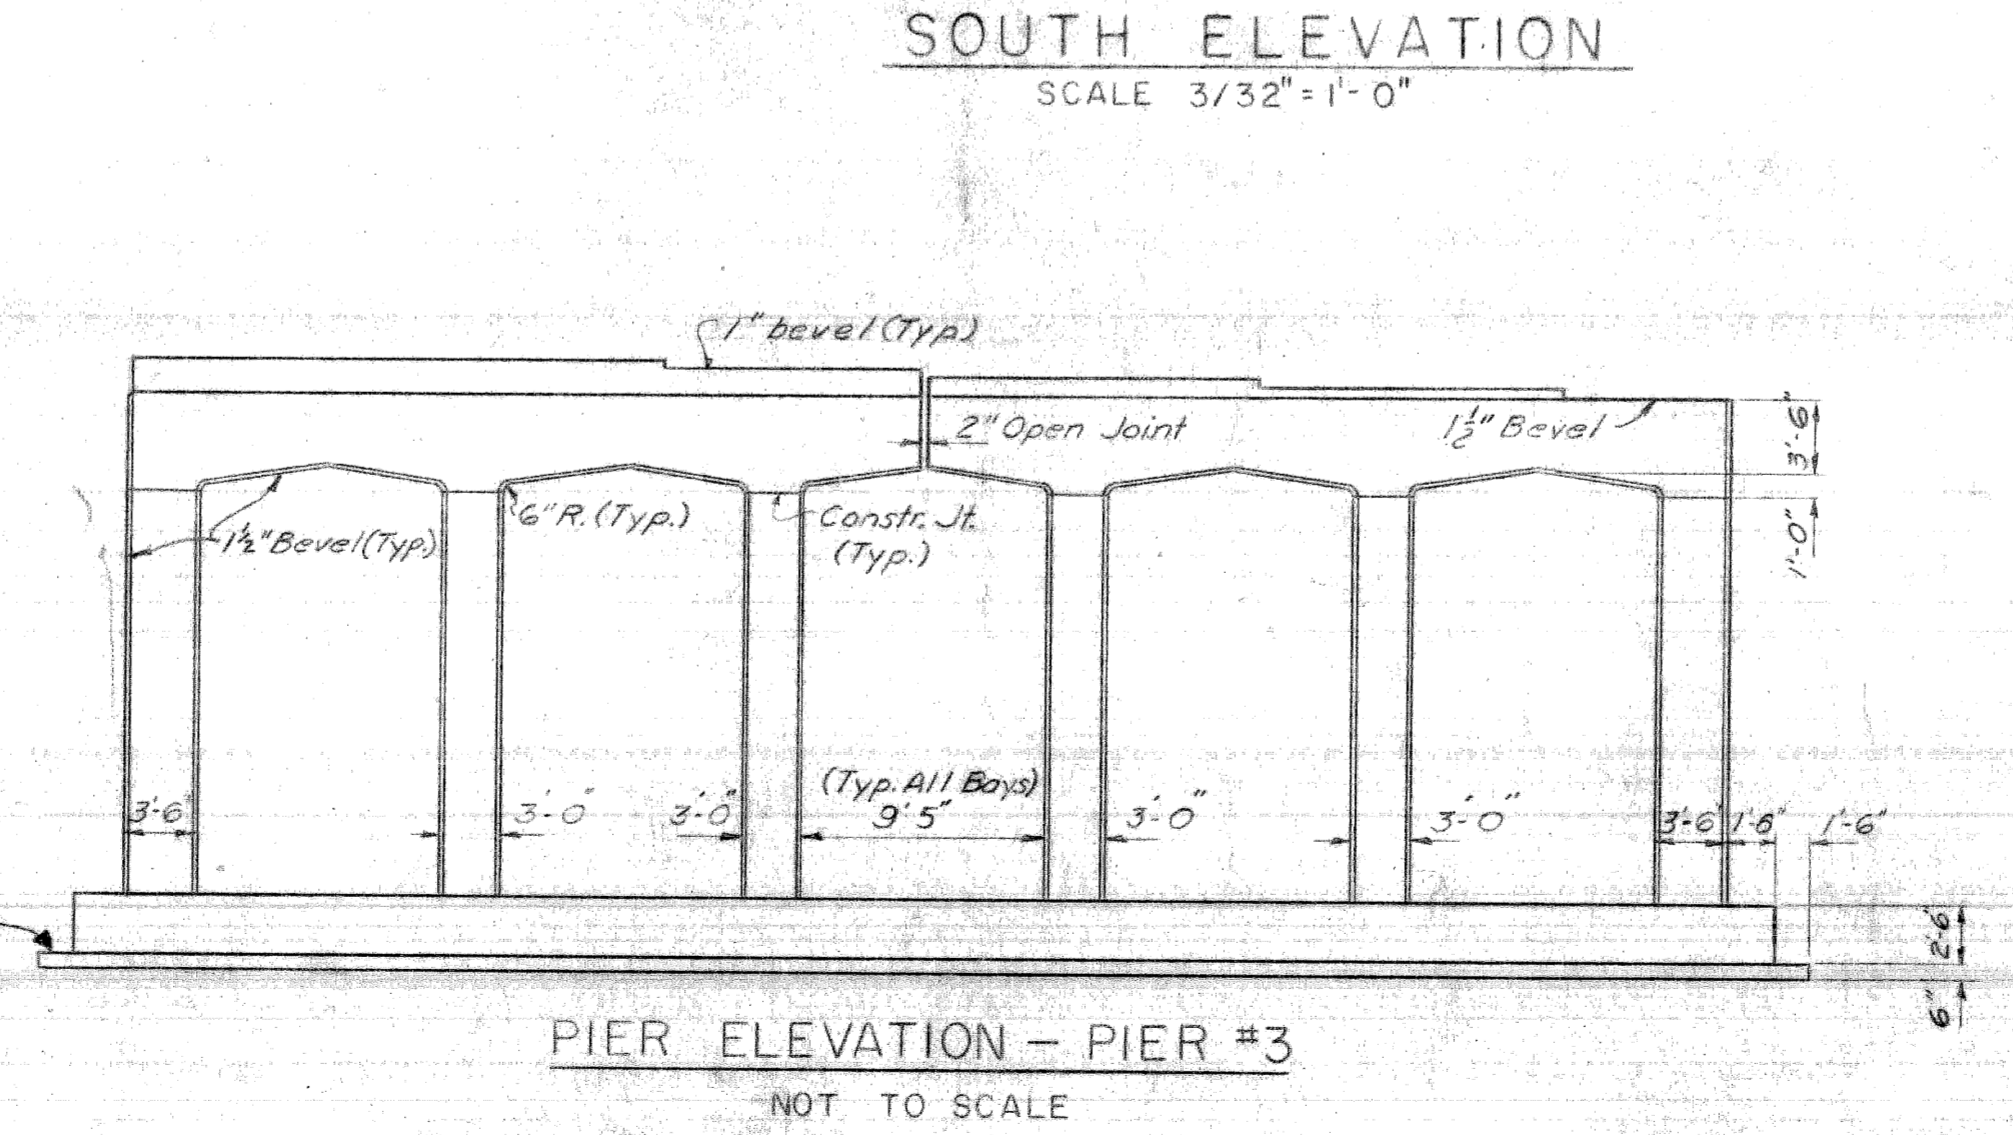 SOUTH ELEVATION
SCALE 3/32" = 1'-0"
1" bevel (Typ)
2" Open Joint
1½" Bevel
3'-6"
6" R. (Typ.)
Constr. Jt.
(Typ.)
1½" Bevel (Typ.)
1'-0"
(Typ. All Bays)
3'-6"
3'-0"
3'-0"
9'5"
3'-0"
3'-0"
3'-6"
1'-6"
1'-6"
2'-6"
6"
PIER ELEVATION – PIER #3
NOT TO SCALE